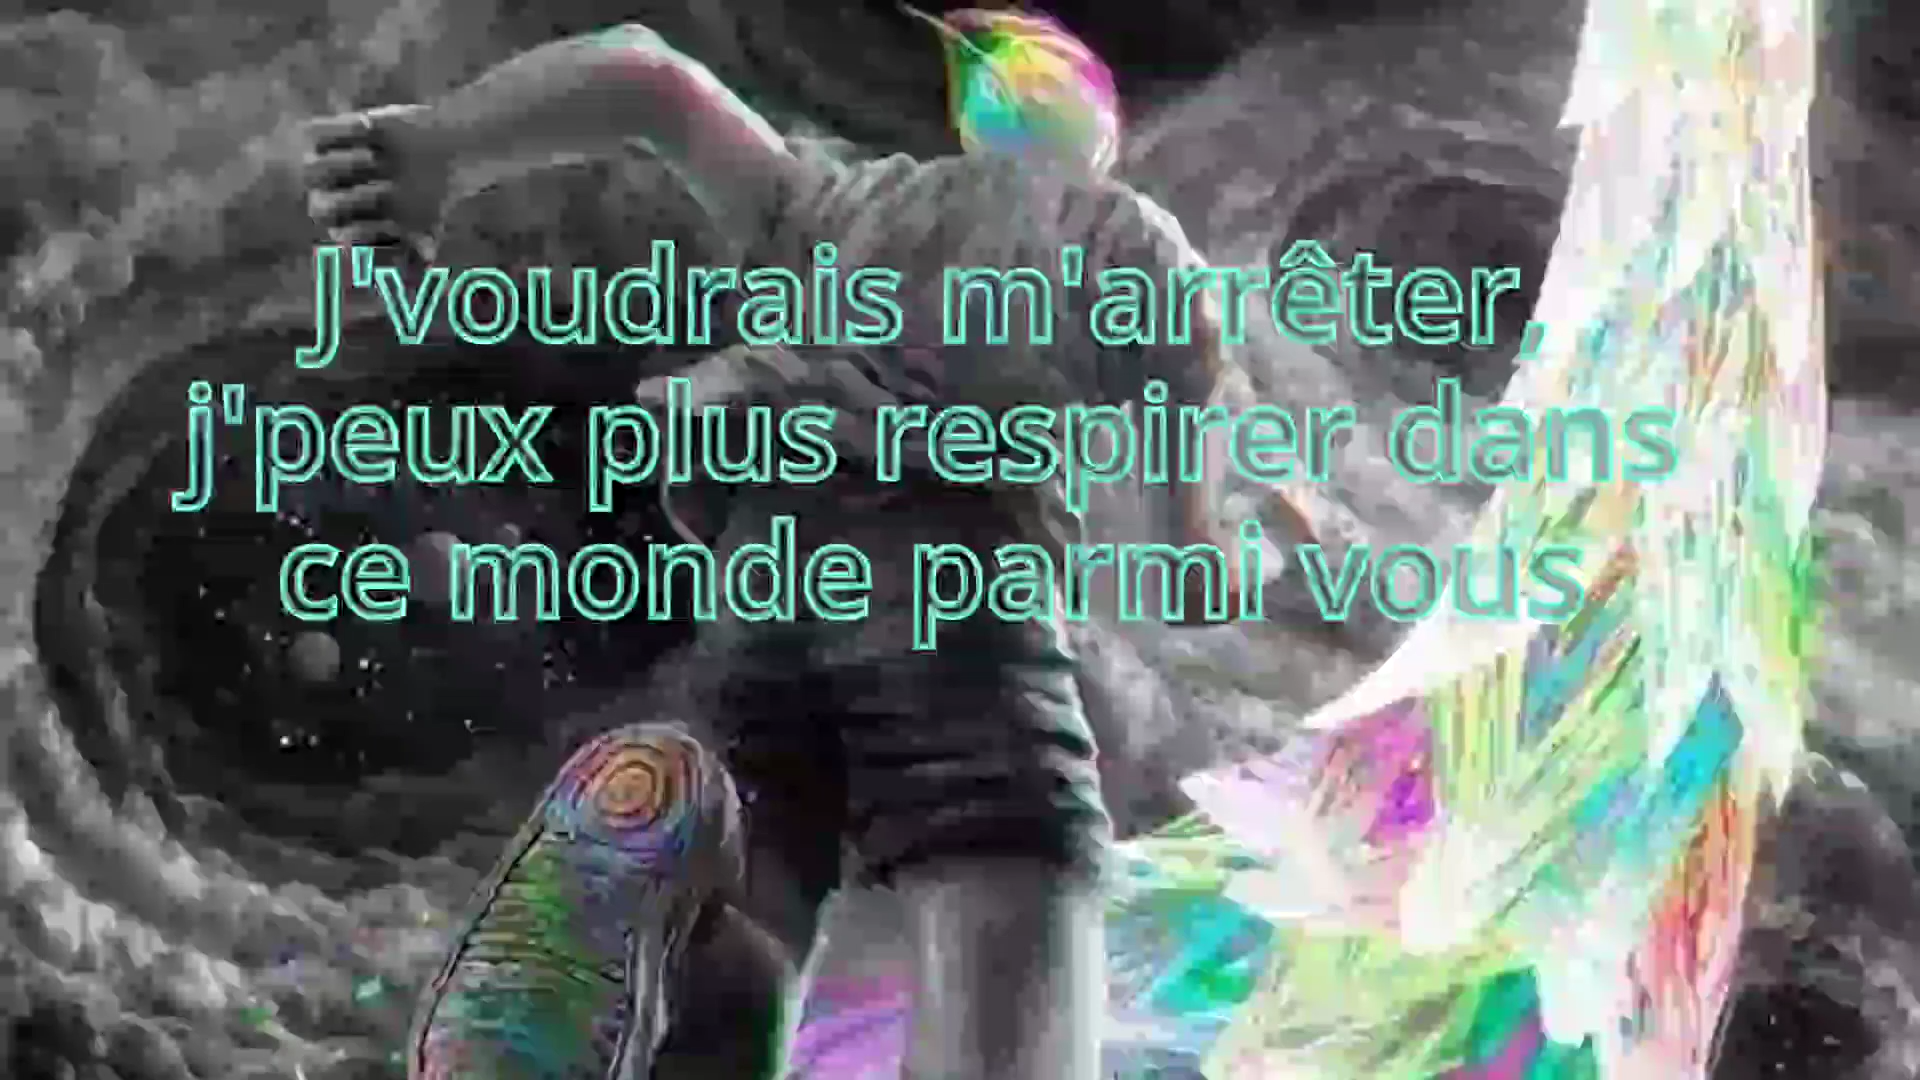 J'voudrais m'arrêter,
j'peux plus respirer dans
ce monde parmi vous